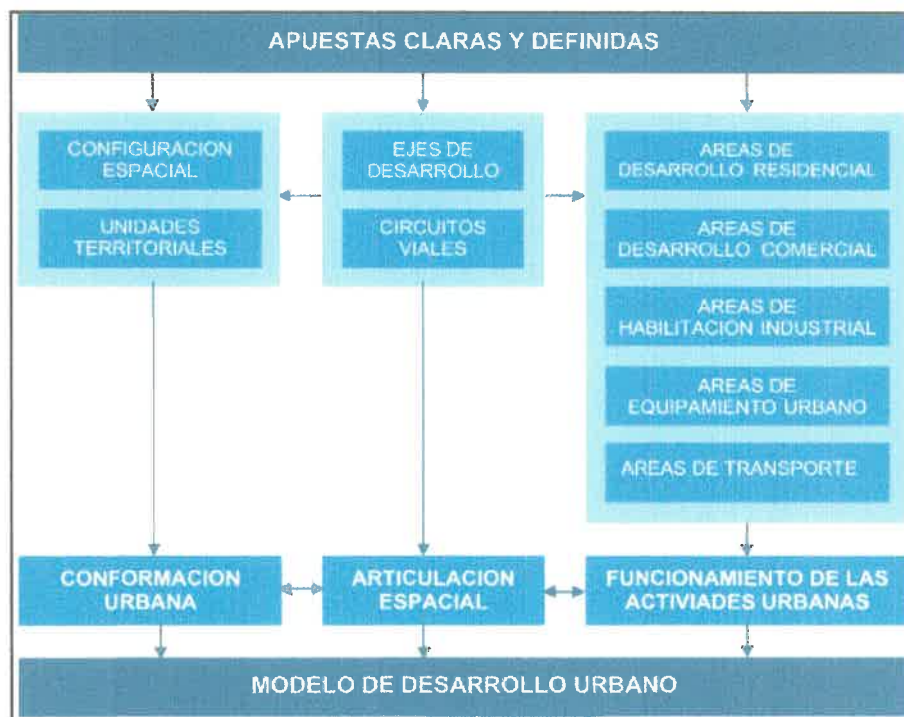 APUESTAS CLARAS Y DEFINIDAS
CONFIGURACION
ESPACIAL
UNIDADES
TERRITORIALES
EJES DE
DESARROLLO
CIRCUITOS
VIALES
AREAS DE
DESARROLLO RESIDENCIAL
AREAS DE
DESARROLLO COMERCIAL
AREAS DE
HABILITACION INDUSTRIAL
AREAS DE
EQUIPAMIENTO URBANO
AREAS DE TRANSPORTE
CONFORMACION
URBANA
ARTICULACION
ESPACIAL
FUNCIONAMIENTO DE LAS
ACTIVIADES URBANAS
MODELO DE DESARROLLO URBANO